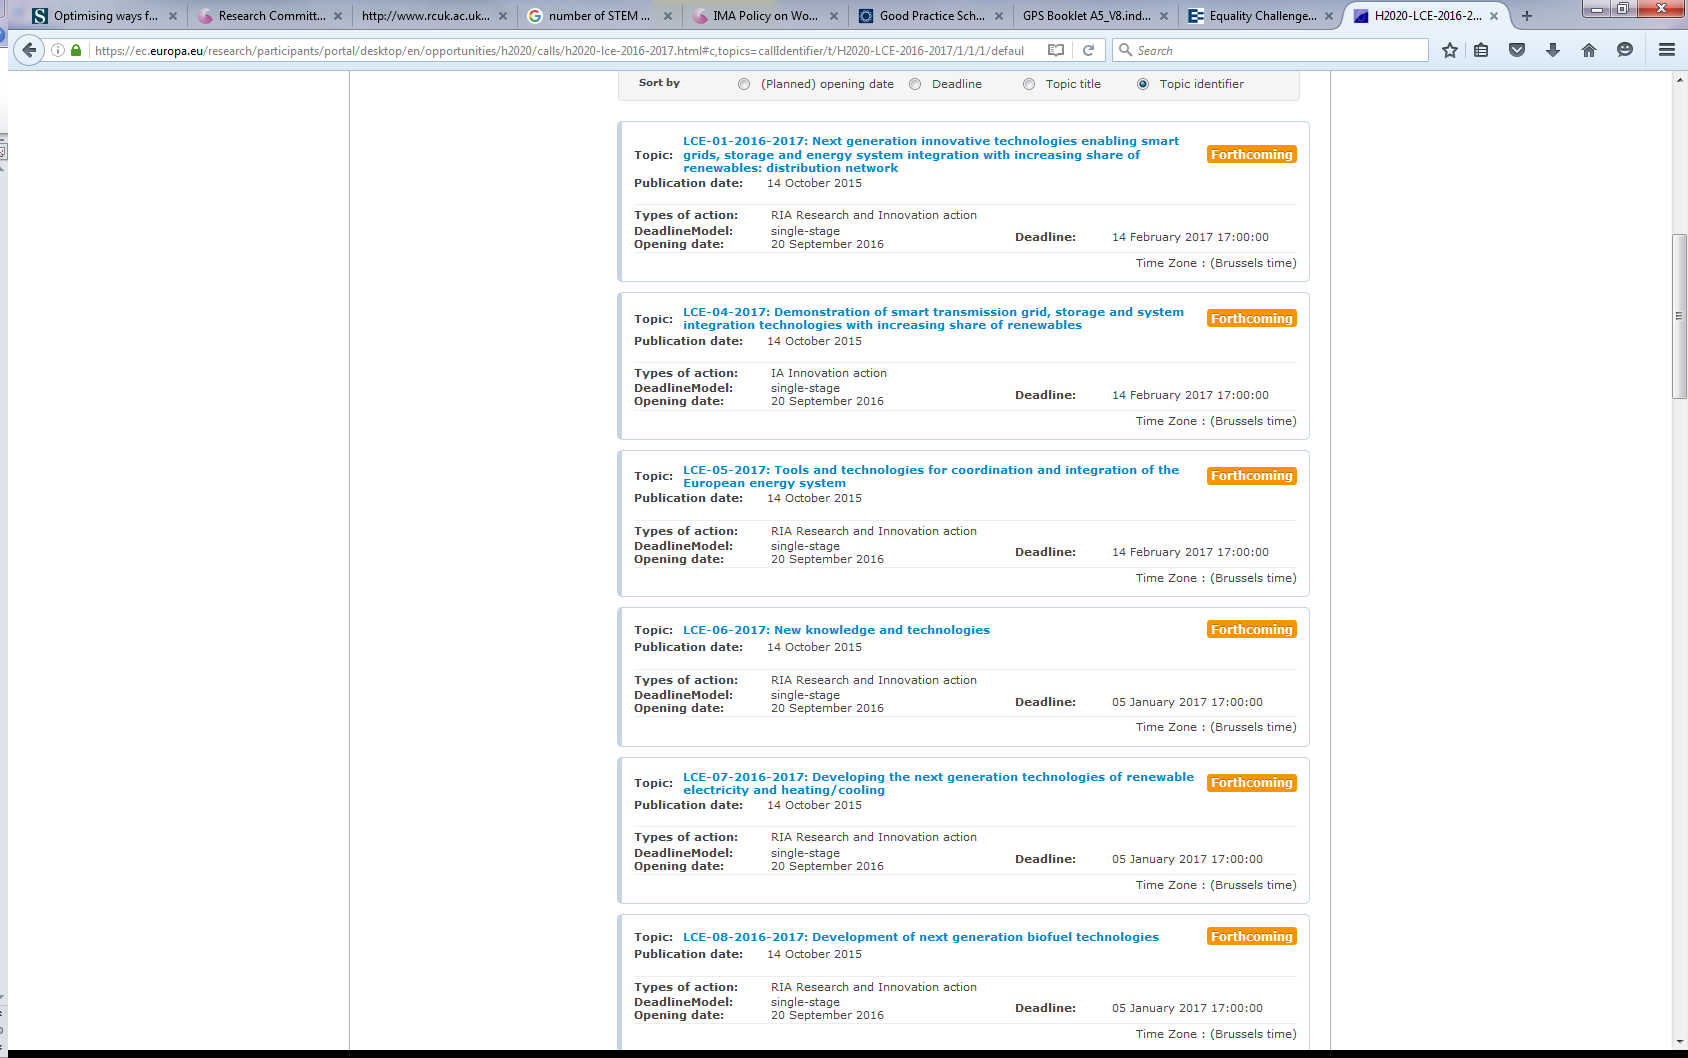 Optimising ways f...
Research Committ...
http://www.rcuk.ac.uk...
number of STEM ...
IMA Policy on Wo...
Good Practice Sch...
GPS Booklet A5_V8.ind...
Equality Challenge...
H2020-LCE-2016-2...
https://ec.europa.eu/research/participants/portal/desktop/en/opportunities/h2020/calls/h2020-lce-2016-2017.html#c,topics=callIdentifier/t/H2020-LCE-2016-2017/1/1/1/defaul
Search
Sort by (Planned) opening date Deadline Topic title Topic identifier
Topic: LCE-01-2016-2017: Next generation innovative technologies enabling smart
grids, storage and energy system integration with increasing share of
renewables: distribution network
Forthcoming
Publication date: 14 October 2015
Types of action: RIA Research and Innovation action
DeadlineModel: single-stage
Opening date: 20 September 2016
Deadline: 14 February 2017 17:00:00
Time Zone : (Brussels time)
Topic: LCE-04-2017: Demonstration of smart transmission grid, storage and system
integration technologies with increasing share of renewables
Forthcoming
Publication date: 14 October 2015
Types of action: IA Innovation action
DeadlineModel: single-stage
Opening date: 20 September 2016
Deadline: 14 February 2017 17:00:00
Time Zone : (Brussels time)
Topic: LCE-05-2017: Tools and technologies for coordination and integration of the
European energy system
Forthcoming
Publication date: 14 October 2015
Types of action: RIA Research and Innovation action
DeadlineModel: single-stage
Opening date: 20 September 2016
Deadline: 14 February 2017 17:00:00
Time Zone : (Brussels time)
Topic: LCE-06-2017: New knowledge and technologies
Forthcoming
Publication date: 14 October 2015
Types of action: RIA Research and Innovation action
DeadlineModel: single-stage
Opening date: 20 September 2016
Deadline: 05 January 2017 17:00:00
Time Zone : (Brussels time)
Topic: LCE-07-2016-2017: Developing the next generation technologies of renewable
electricity and heating/cooling
Forthcoming
Publication date: 14 October 2015
Types of action: RIA Research and Innovation action
DeadlineModel: single-stage
Opening date: 20 September 2016
Deadline: 05 January 2017 17:00:00
Time Zone : (Brussels time)
Topic: LCE-08-2016-2017: Development of next generation biofuel technologies
Forthcoming
Publication date: 14 October 2015
Types of action: RIA Research and Innovation action
DeadlineModel: single-stage
Opening date: 20 September 2016
Deadline: 05 January 2017 17:00:00
Time Zone : (Brussels time)